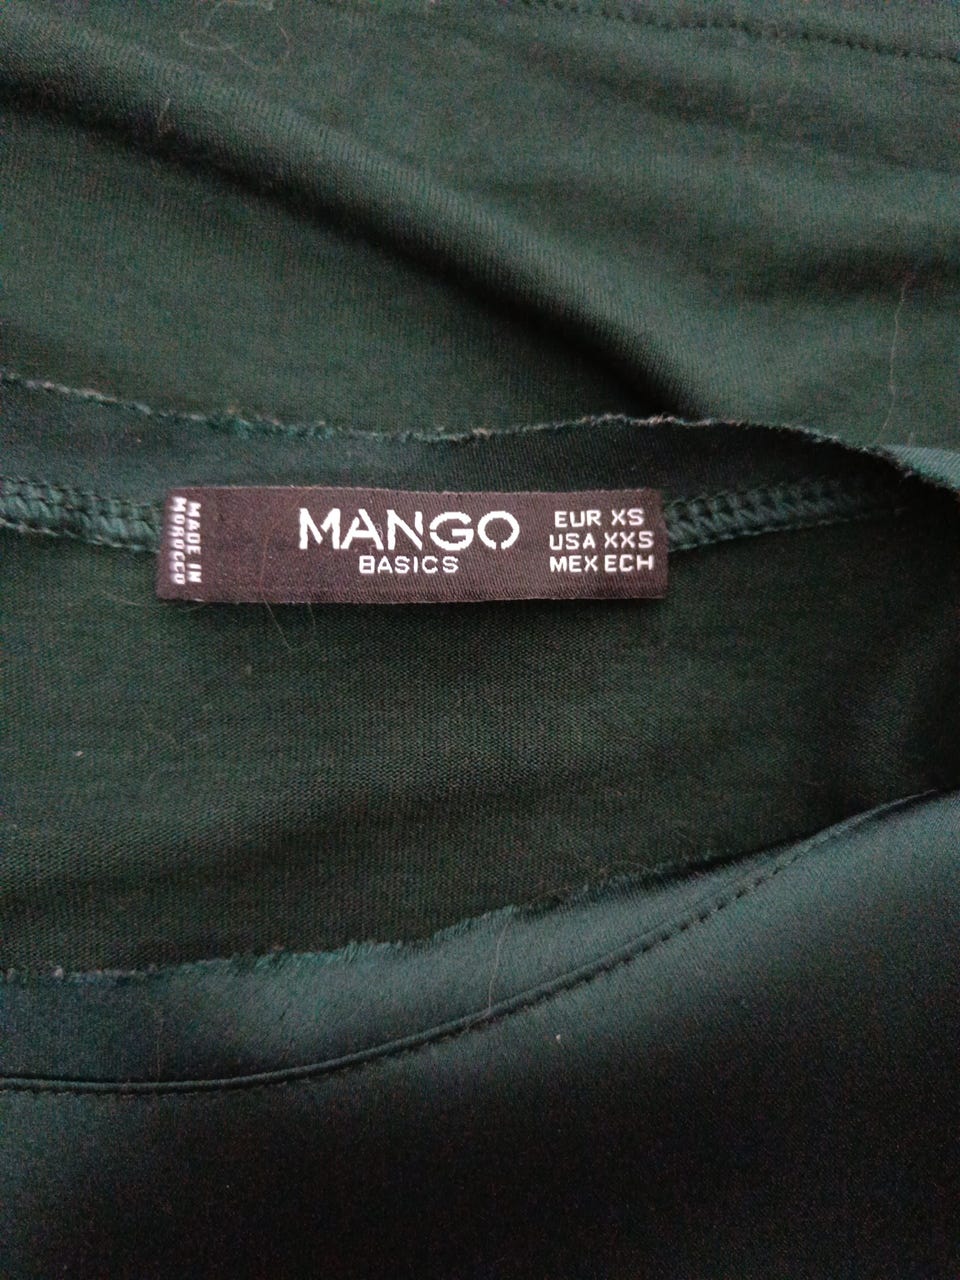 MADE IN
MOROCCO
MANGO
BASICS
EUR XS
USA XXS
MEX ECH